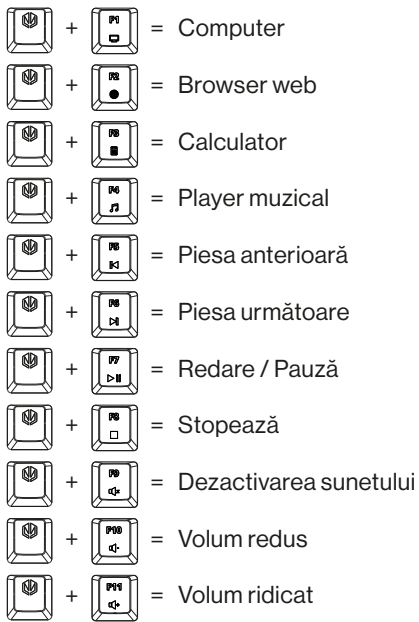 + F1 = Computer
+ F2 = Browser web
+ F3 = Calculator
+ F4 = Player muzical
+ F5 = Piesa anterioară
+ F6 = Piesa următoare
+ F7 = Redare / Pauză
+ F8 = Stopează
+ F9 = Dezactivarea sunetului
+ F10 = Volum redus
+ F11 = Volum ridicat